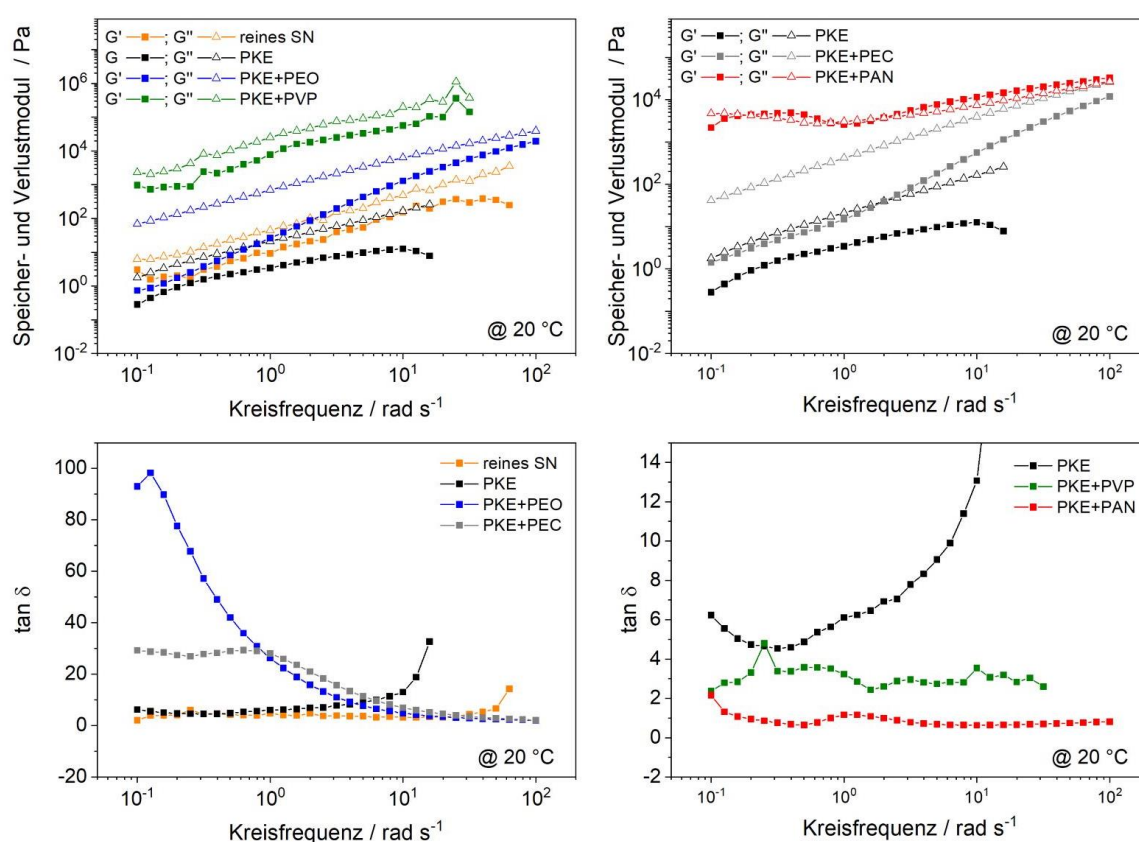 Speicher- und Verlustmodul / Pa
G' ; G'' reines SN
G ; G'' PKE
G' ; G'' PKE+PEO
G' ; G'' PKE+PVP
10^6
10^4
10^2
10^0
10^-2
@ 20 °C
10^-1 10^0 10^1 10^2
Kreisfrequenz / rad s^-1
Speicher- und Verlustmodul / Pa
G' ; G'' PKE
G' ; G'' PKE+PEC
G' ; G'' PKE+PAN
10^4
10^2
10^0
10^-2
@ 20 °C
10^-1 10^0 10^1 10^2
Kreisfrequenz / rad s^-1
tan δ
100
80
60
40
20
0
-20
reines SN
PKE
PKE+PEO
PKE+PEC
@ 20 °C
10^-1 10^0 10^1 10^2
Kreisfrequenz / rad s^-1
tan δ
14
12
10
8
6
4
2
0
-2
PKE
PKE+PVP
PKE+PAN
@ 20 °C
10^-1 10^0 10^1 10^2
Kreisfrequenz / rad s^-1